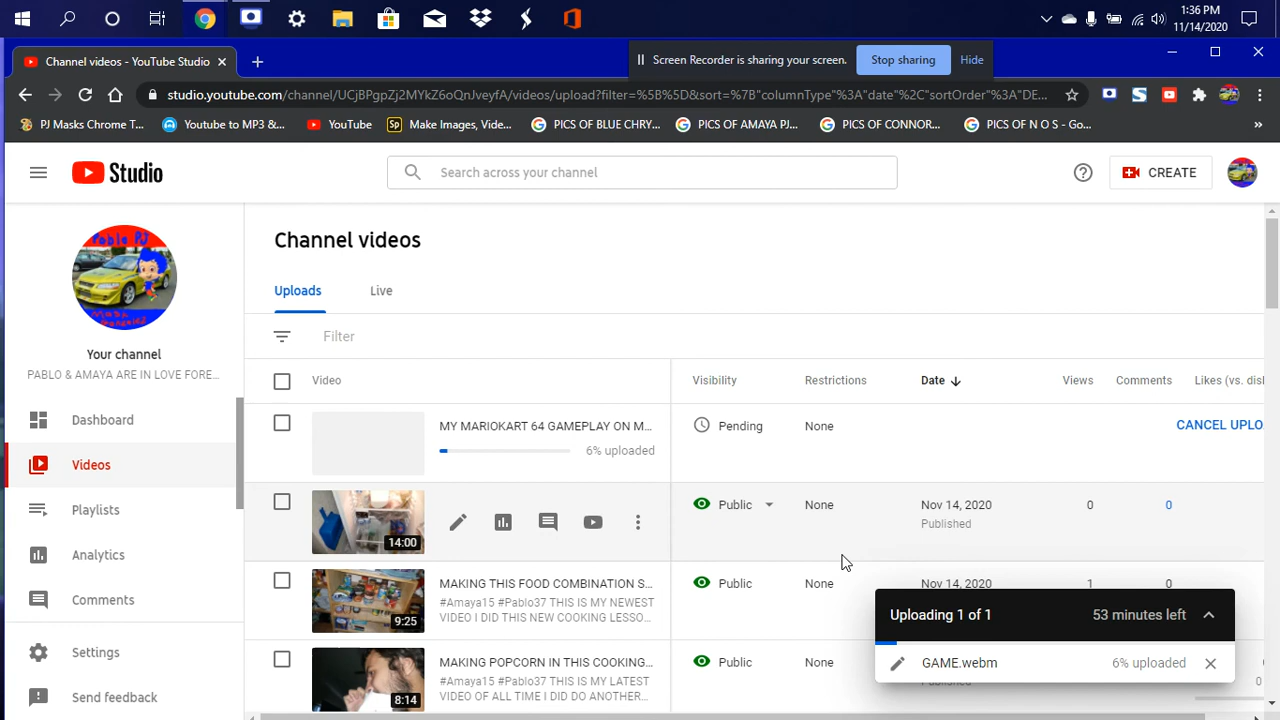 1:36 PM
11/14/2020
Channel videos - YouTube Studio
Screen Recorder is sharing your screen.
Stop sharing
Hide
studio.youtube.com/channel/UCjBPgpZj2MYkZ6oQnJveyfA/videos/upload?filter=%5B%5D&sort=%7B"columnType"%3A"date"%2C"sortOrder"%3A"DE...
PJ Masks Chrome T...
Youtube to MP3 &...
YouTube
Sp Make Images, Vide...
PICS OF BLUE CHRY...
PICS OF AMAYA PJ...
PICS OF CONNOR...
PICS OF N O S - Go...
»
Studio
Search across your channel
CREATE
Pablo PJ
Mask
Your channel
PABLO & AMAYA ARE IN LOVE FORE...
Dashboard
Videos
Playlists
Analytics
Comments
Settings
Send feedback
Channel videos
Uploads
Live
Filter
Video Visibility Restrictions Date Views Comments Likes (vs. dis
MY MARIOKART 64 GAMEPLAY ON M...
6% uploaded
Pending None
CANCEL UPLO
14:00
Public None Nov 14, 2020 0 0
Published
9:25
MAKING THIS FOOD COMBINATION S...
#Amaya15 #Pablo37 THIS IS MY NEWEST
VIDEO I DID THIS NEW COOKING LESSO...
Public None Nov 14, 2020 1 0
8:14
MAKING POPCORN IN THIS COOKING...
#Amaya15 #Pablo37 THIS IS MY LATEST
VIDEO OF ALL TIME I DID DO ANOTHER...
Public
Published
0
Uploading 1 of 1
53 minutes left
GAME.webm
6% uploaded